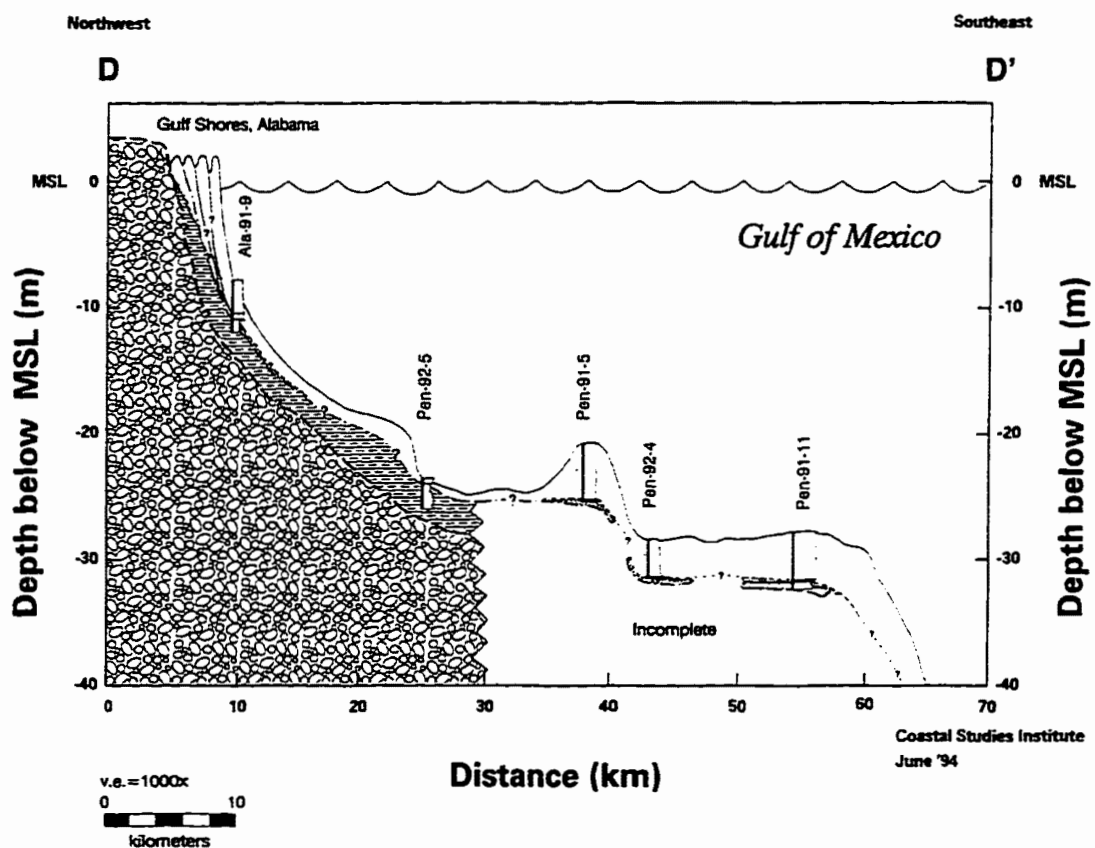 Northwest
Southeast
D
D'
Gulf Shores, Alabama
MSL
0
0
MSL
Gulf of Mexico
Ala-91-9
-10
-10
Depth below MSL (m)
Depth below MSL (m)
Pen-92-5
Pen-91-5
-20
-20
Pen-92-4
Pen-91-11
?
?
?
?
?
?
-30
-30
Incomplete
-40
-40
0
10
20
30
40
50
60
70
Coastal Studies Institute
June '94
Distance (km)
v.e.=1000x
0
10
kilometers